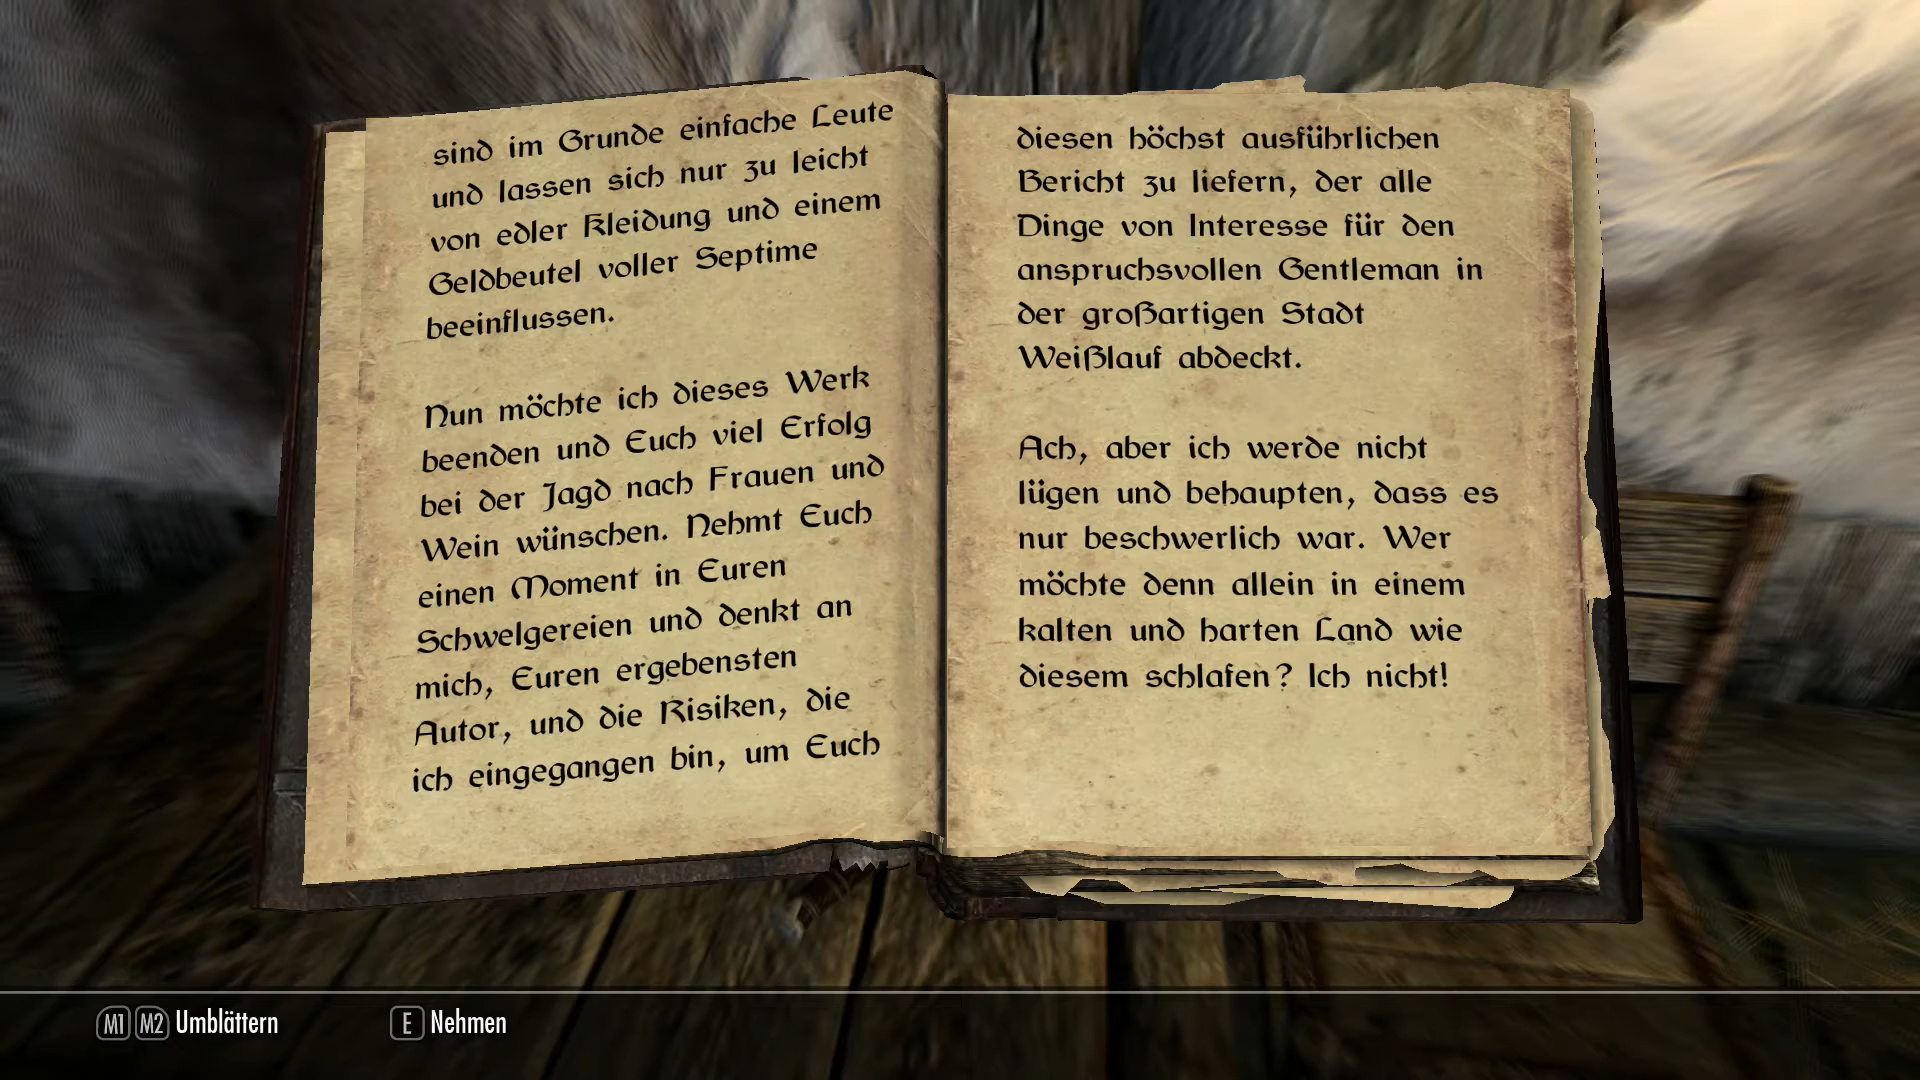 sind im Grunde einfache Leute
und lassen sich nur zu leicht
von edler Kleidung und einem
Geldbeutel voller Septime
beeinflussen.
Nun möchte ich dieses Werk
beenden und Euch viel Erfolg
bei der Jagd nach Frauen und
Wein wünschen. Nehmt Euch
einen Moment in Euren
Schwelgereien und denkt an
mich, Euren ergebensten
Autor, und die Risiken, die
ich eingegangen bin, um Euch
diesen höchst ausführlichen
Bericht zu liefern, der alle
Dinge von Interesse für den
anspruchsvollen Gentleman in
der großartigen Stadt
Weißlauf abdeckt.
Ach, aber ich werde nicht
lügen und behaupten, dass es
nur beschwerlich war. Wer
möchte denn allein in einem
kalten und harten Land wie
diesem schlafen? Ich nicht!
M1 M2 Umblättern
E Nehmen